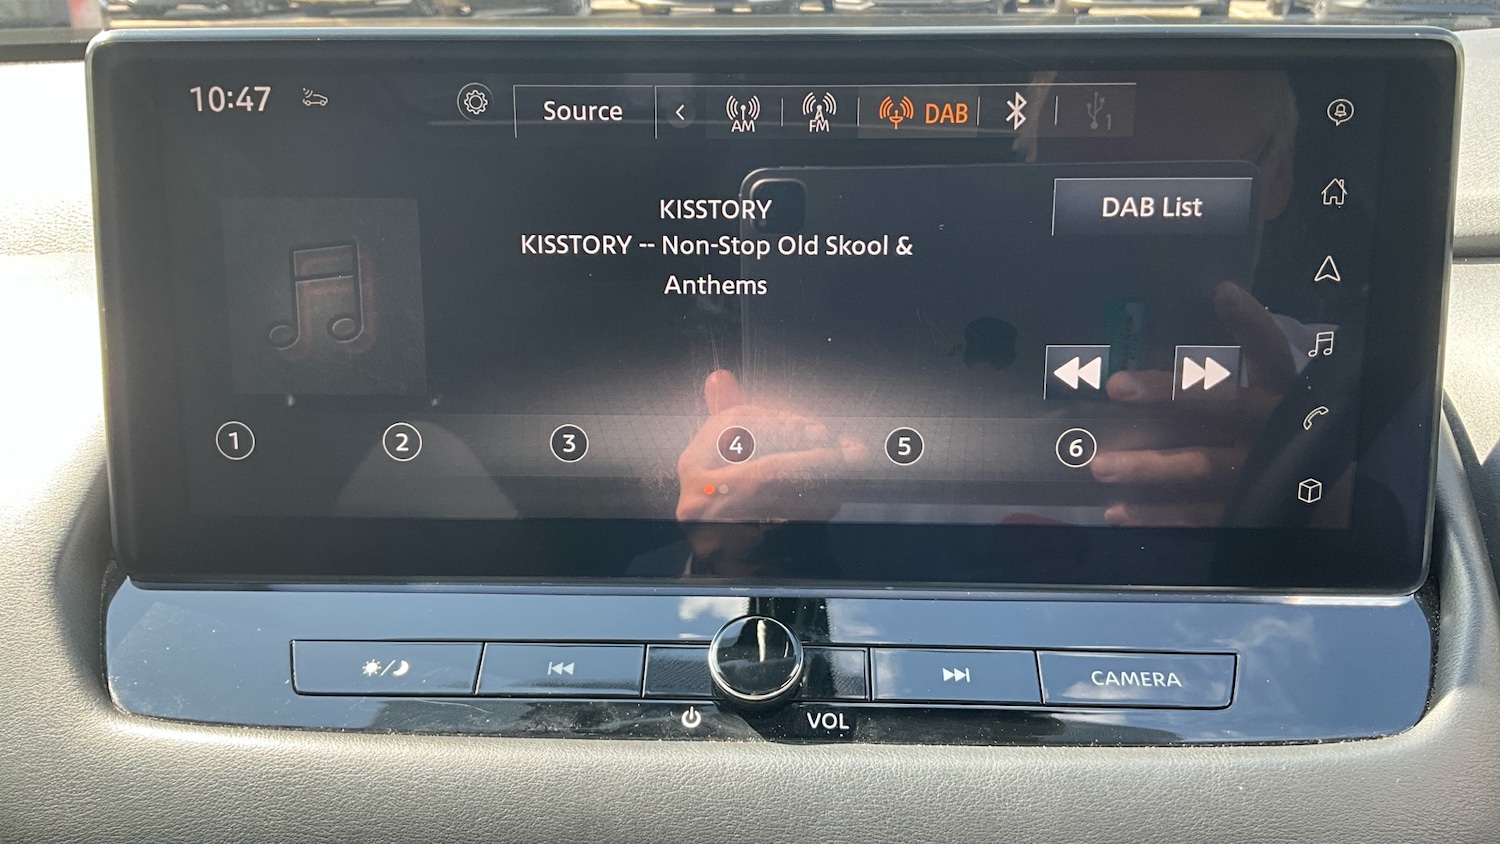 10:47
Source
AM
FM
DAB
1
KISSTORY
KISSTORY -- Non-Stop Old Skool &
Anthems
DAB List
1
2
3
4
5
6
CAMERA
VOL